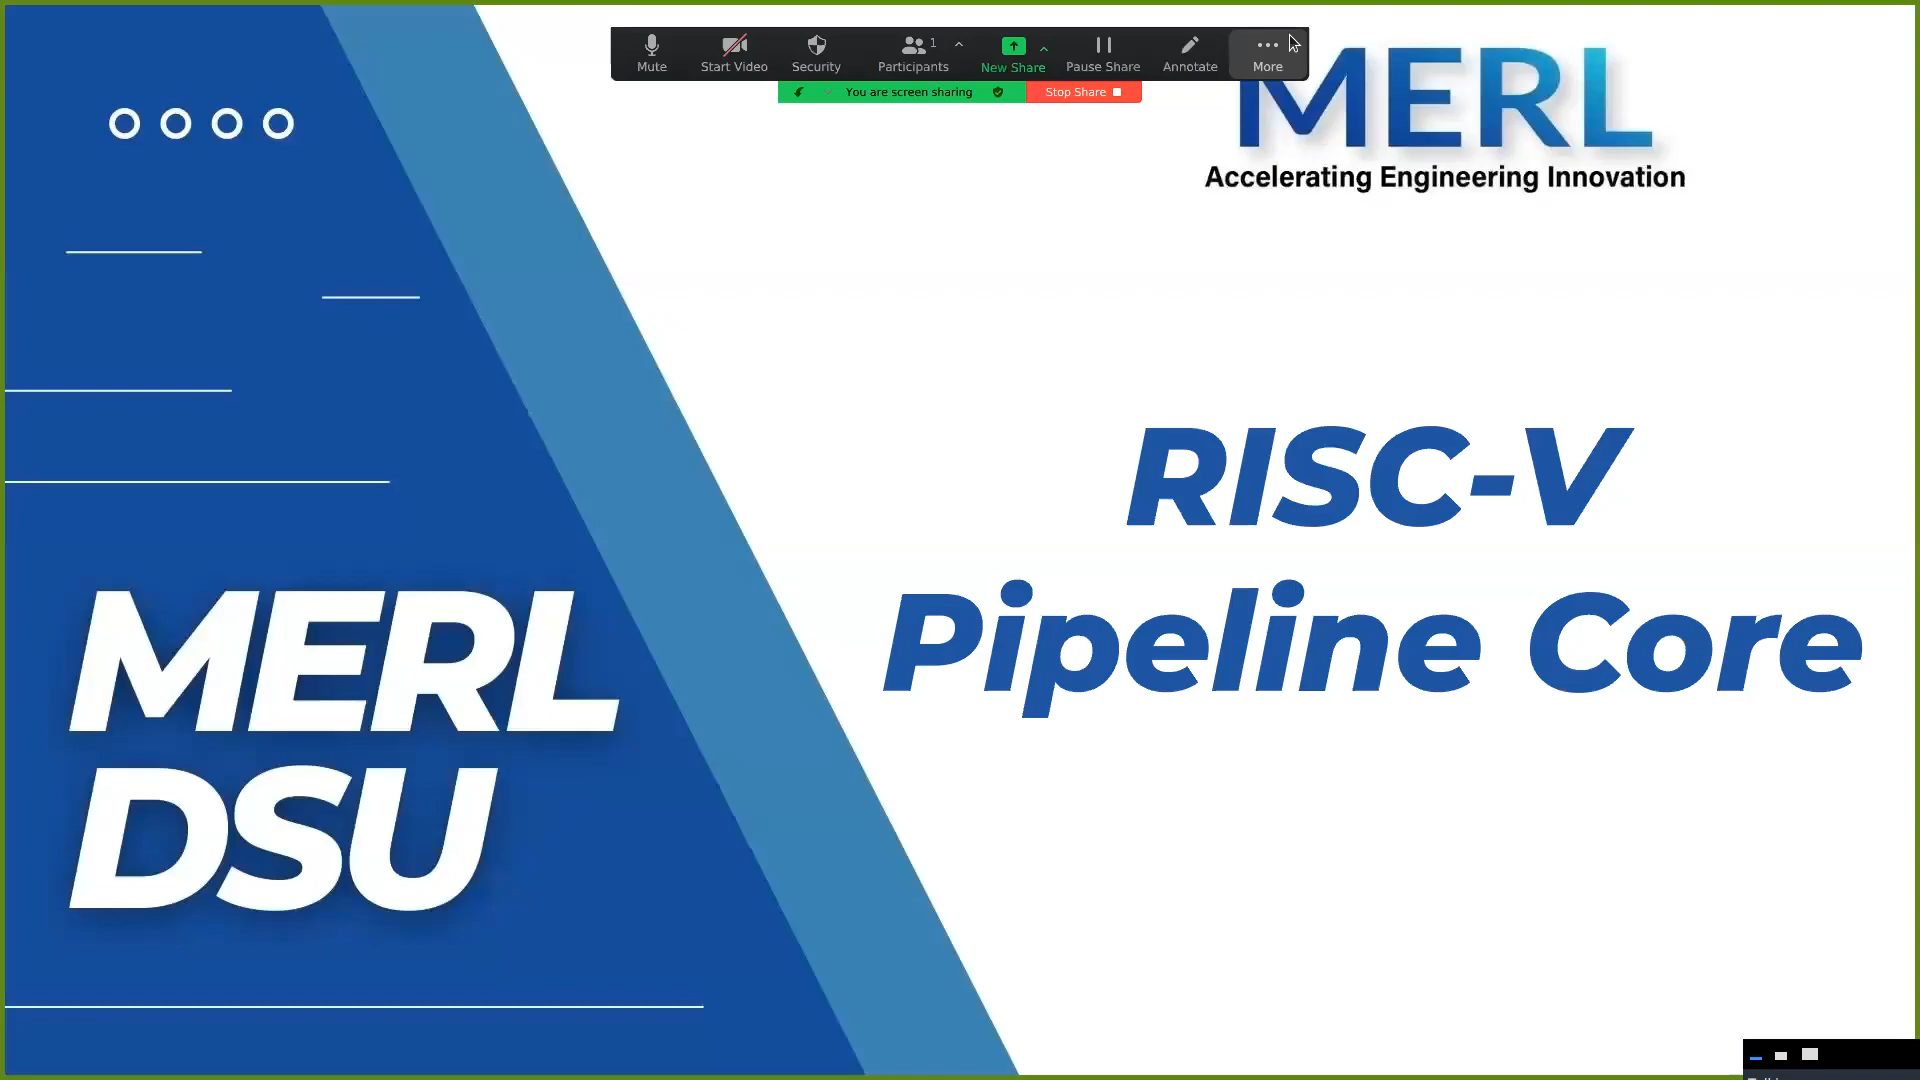 Mute Start Video Security Participants 1 New Share Pause Share Annotate More
You are screen sharing Stop Share
MERL
Accelerating Engineering Innovation
RISC-V
Pipeline Core
MERL
DSU